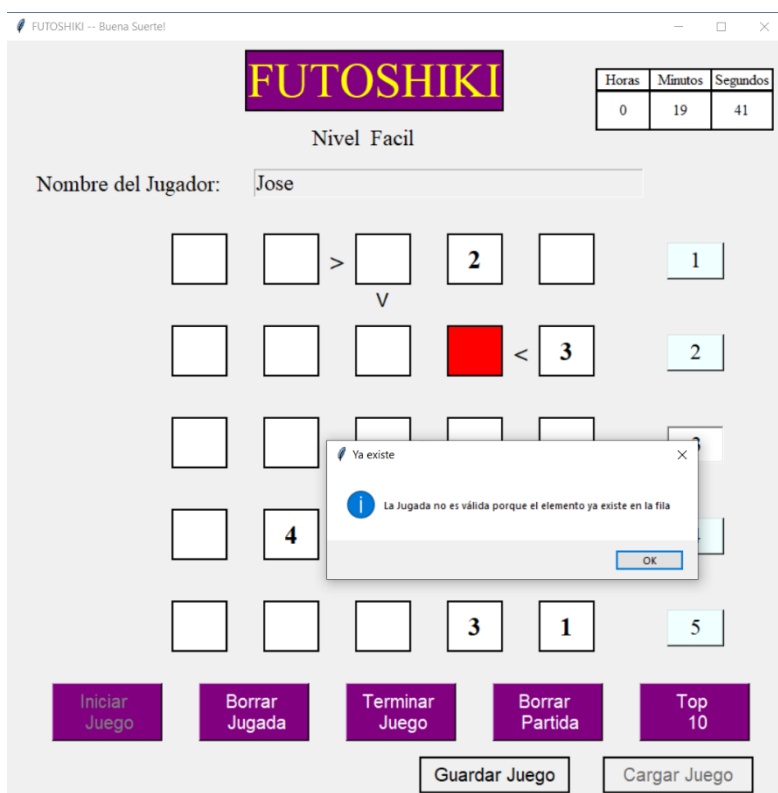 FUTOSHIKI -- Buena Suerte!
FUTOSHIKI
Horas Minutos Segundos
0 19 41
Nivel Facil
Nombre del Jugador: Jose
> 2 1
V
< 3 2
Ya existe
La Jugada no es válida porque el elemento ya existe en la fila
4
OK
3 1 5
Iniciar Juego
Borrar Jugada
Terminar Juego
Borrar Partida
Top 10
Guardar Juego Cargar Juego